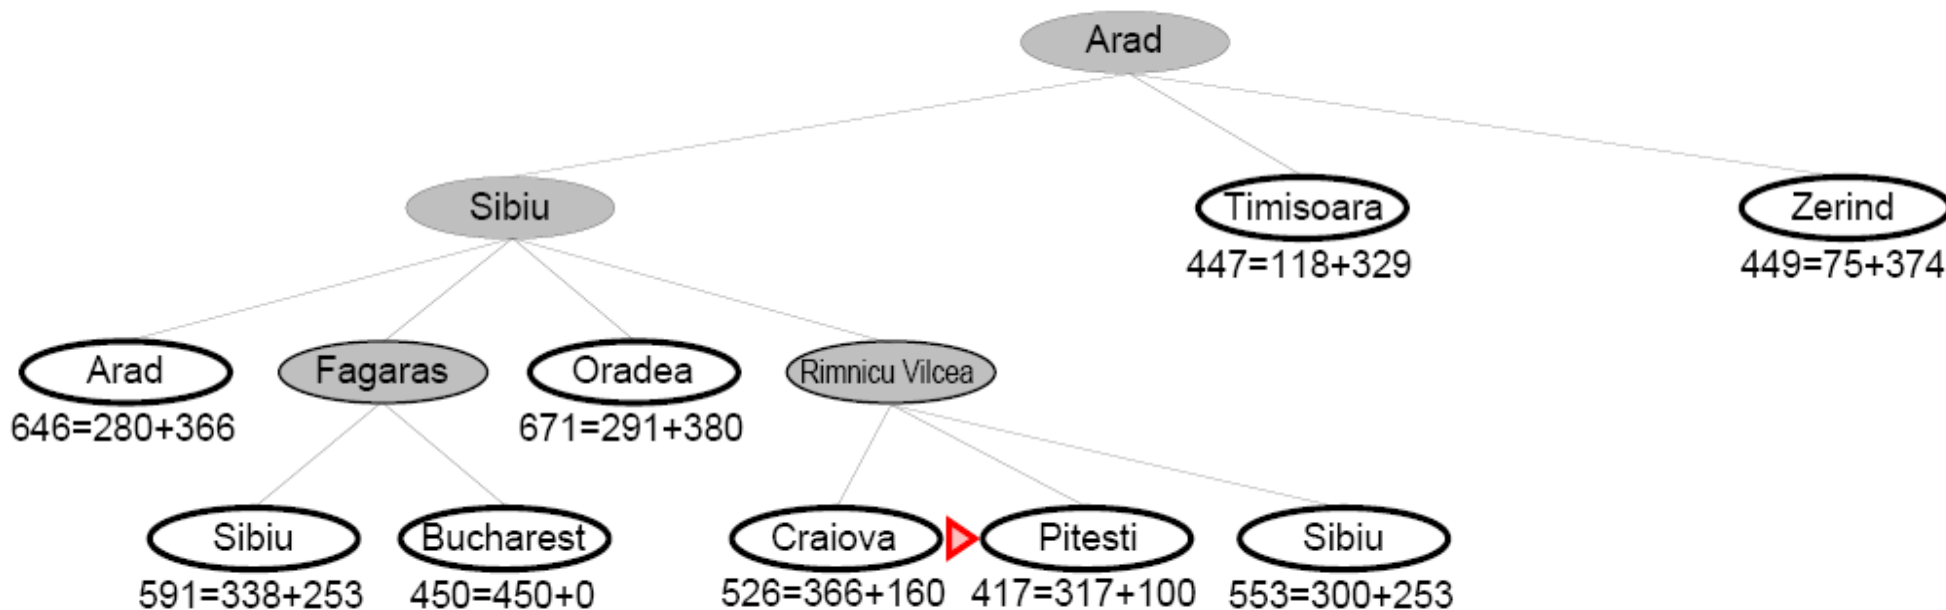 Arad
Sibiu
Timisoara
Zerind
447=118+329
449=75+374
Arad
Fagaras
Oradea
Rimnicu Vilcea
646=280+366
671=291+380
Sibiu
Bucharest
Craiova
Pitesti
Sibiu
591=338+253
450=450+0
526=366+160
417=317+100
553=300+253